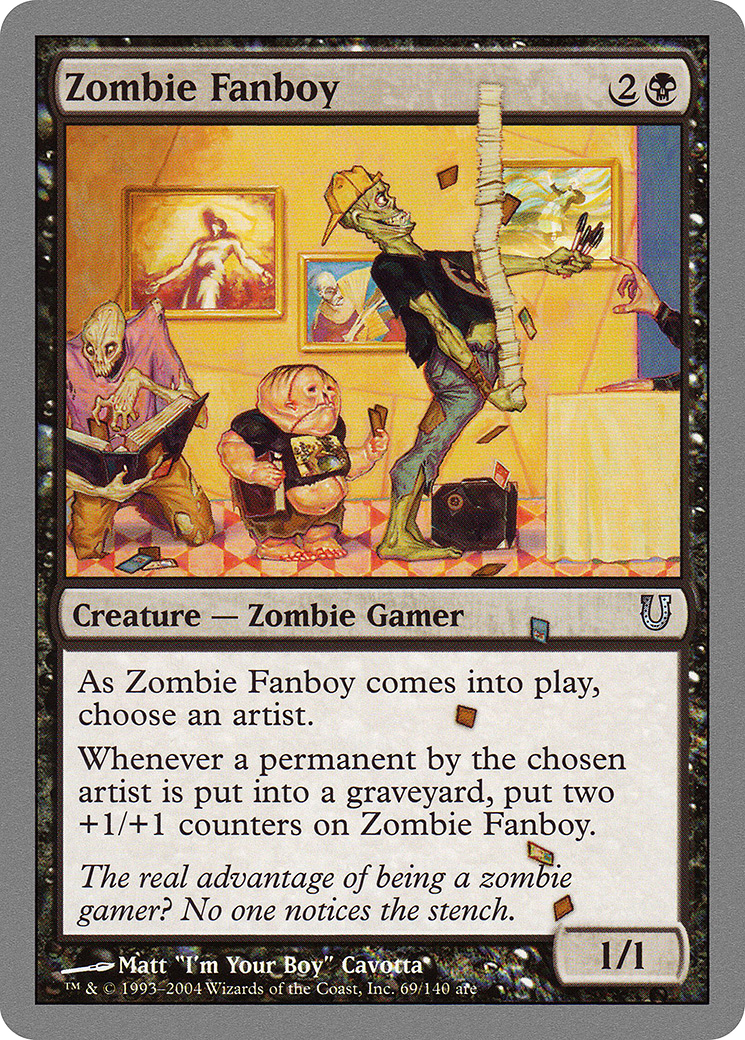 Zombie Fanboy 2
Creature — Zombie Gamer
As Zombie Fanboy comes into play,
choose an artist.
Whenever a permanent by the chosen
artist is put into a graveyard, put two
+1/+1 counters on Zombie Fanboy.
The real advantage of being a zombie
gamer? No one notices the stench.
1/1
Matt "I'm Your Boy" Cavotta
™ & © 1993–2004 Wizards of the Coast, Inc. 69/140 are